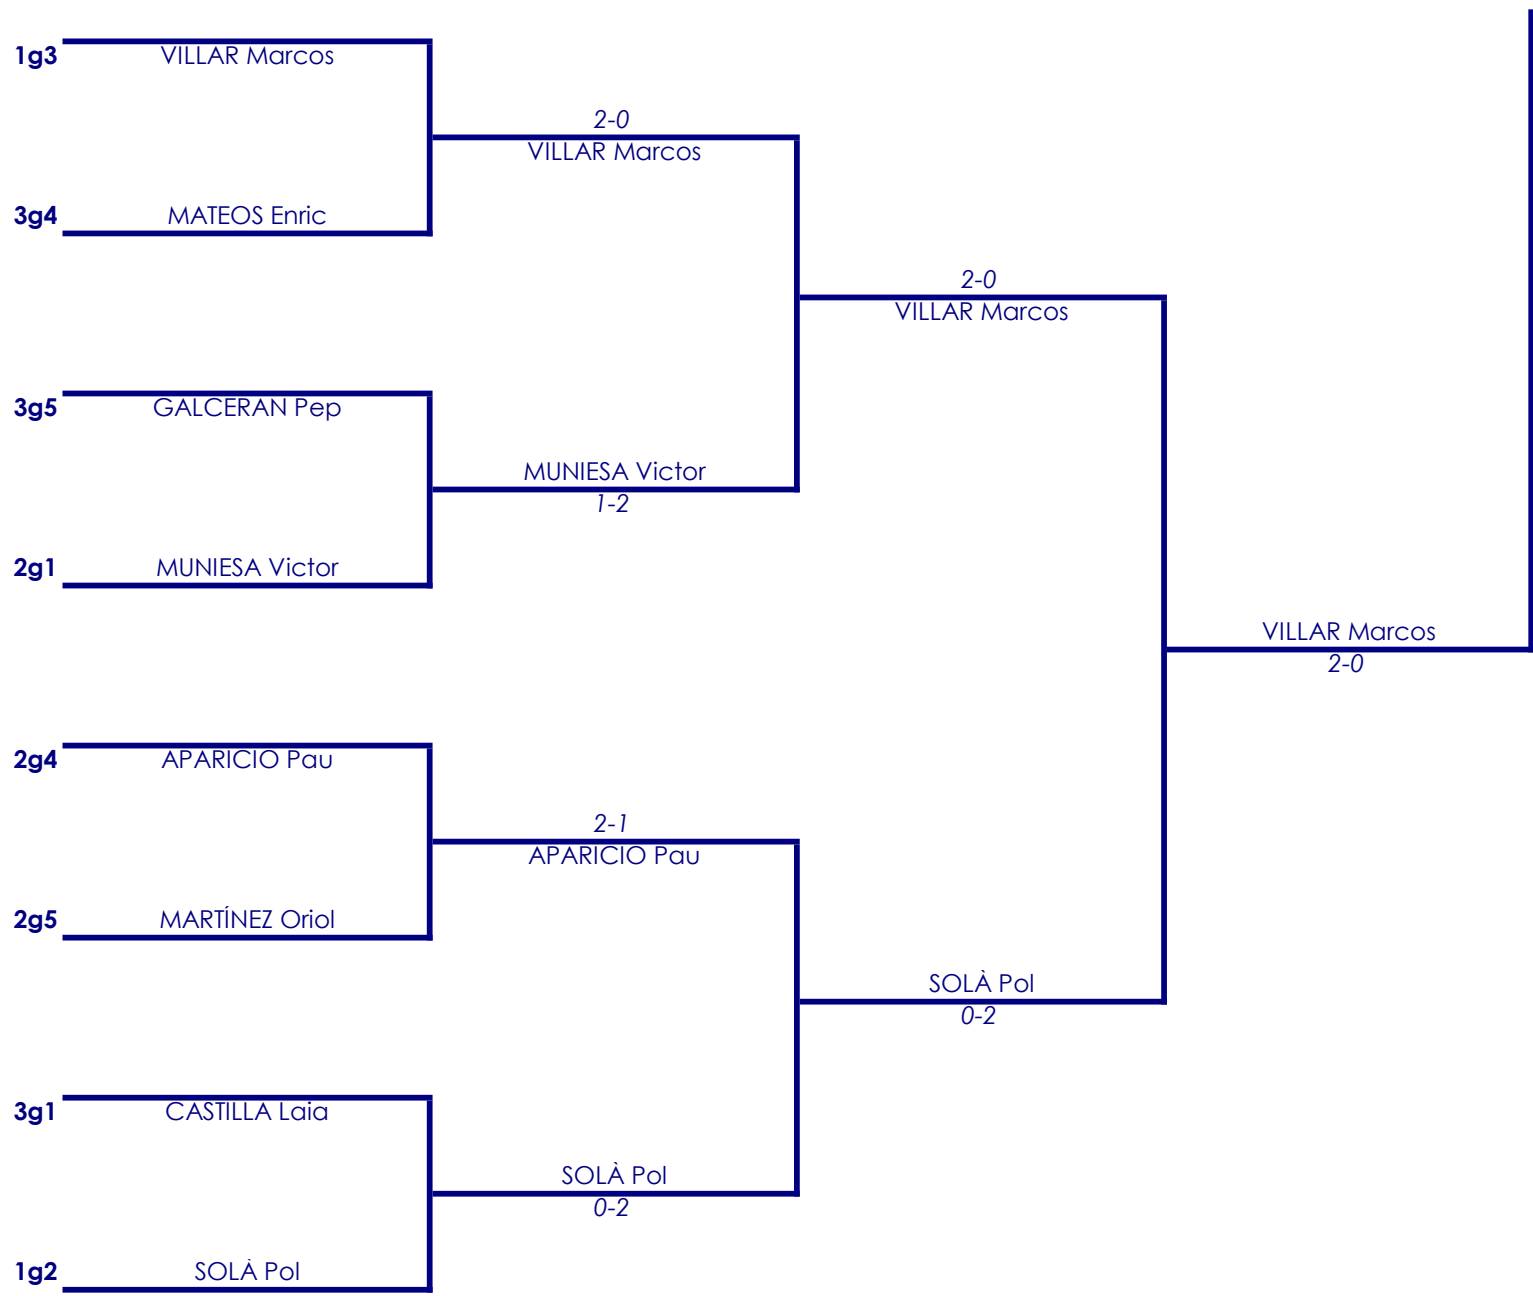 1g3
VILLAR Marcos
2-0
VILLAR Marcos
3g4
MATEOS Enric
2-0
VILLAR Marcos
3g5
GALCERAN Pep
MUNIESA Victor
1-2
2g1
MUNIESA Victor
VILLAR Marcos
2-0
2g4
APARICIO Pau
2-1
APARICIO Pau
2g5
MARTÍNEZ Oriol
SOLÀ Pol
0-2
3g1
CASTILLA Laia
SOLÀ Pol
0-2
1g2
SOLÀ Pol